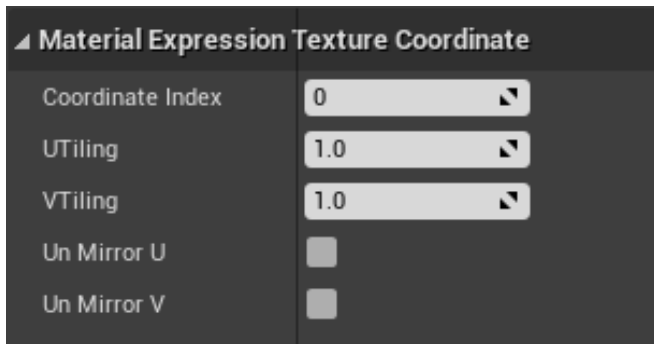 Material Expression Texture Coordinate
Coordinate Index 0
UTiling 1.0
VTiling 1.0
Un Mirror U
Un Mirror V